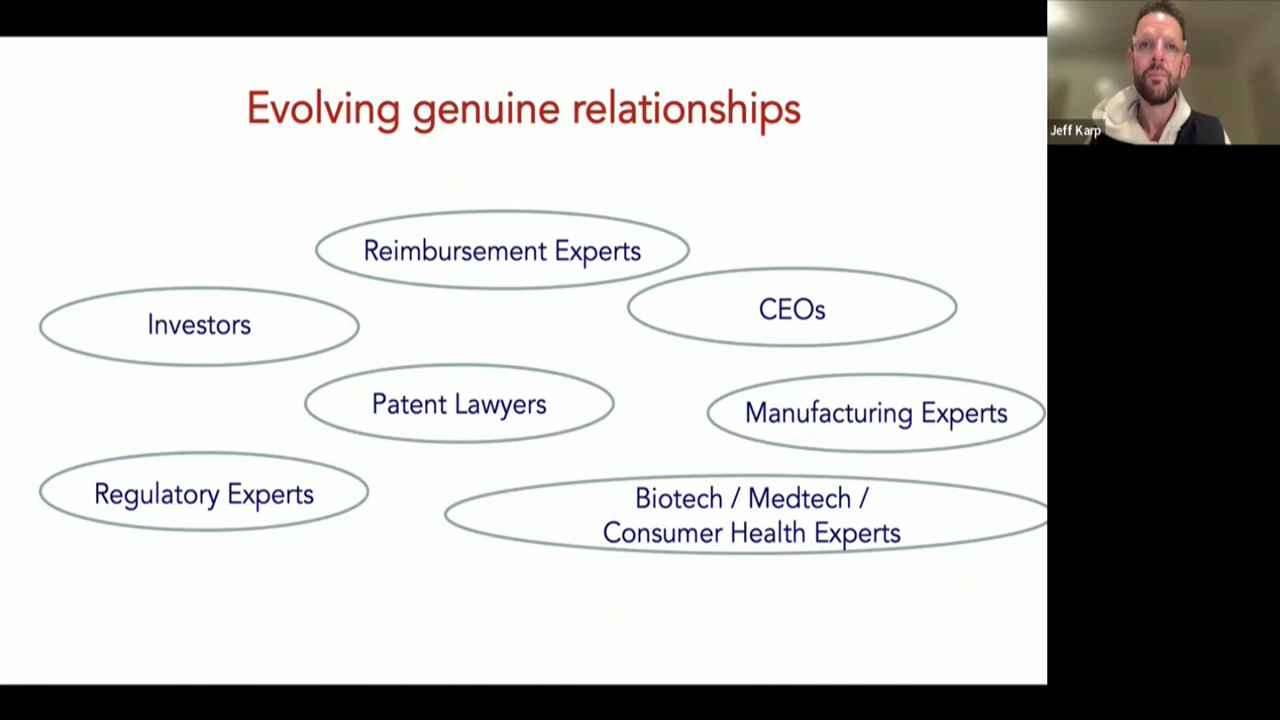 Evolving genuine relationships
Jeff Karp
Reimbursement Experts
CEOs
Investors
Patent Lawyers
Manufacturing Experts
Regulatory Experts
Biotech / Medtech /
Consumer Health Experts